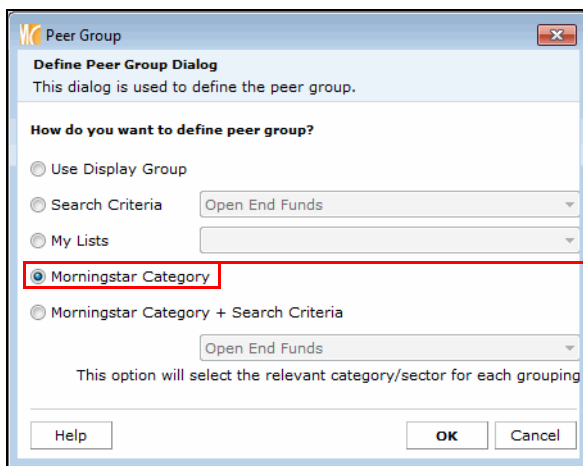 Peer Group
Define Peer Group Dialog
This dialog is used to define the peer group.
How do you want to define peer group?
Use Display Group
Search Criteria Open End Funds
My Lists
Morningstar Category
Morningstar Category + Search Criteria
Open End Funds
This option will select the relevant category/sector for each grouping
Help OK Cancel